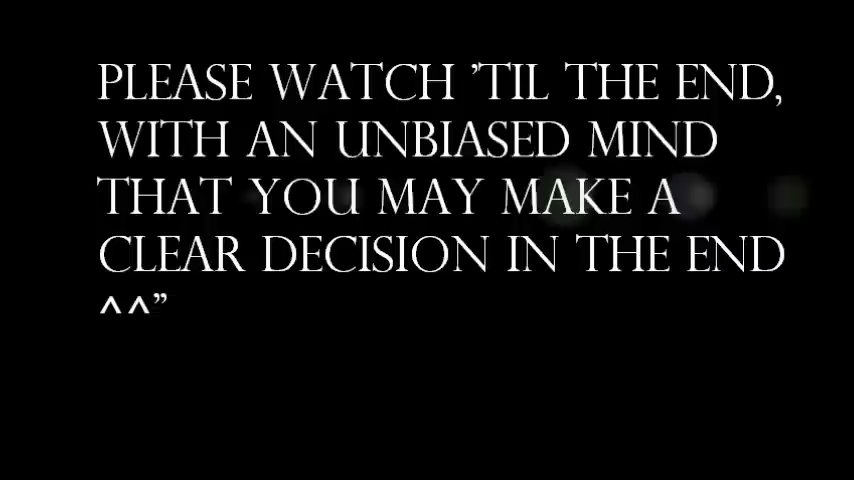 PLEASE WATCH 'TIL THE END,
WITH AN UNBIASED MIND
THAT YOU MAY MAKE A
CLEAR DECISION IN THE END
^^"